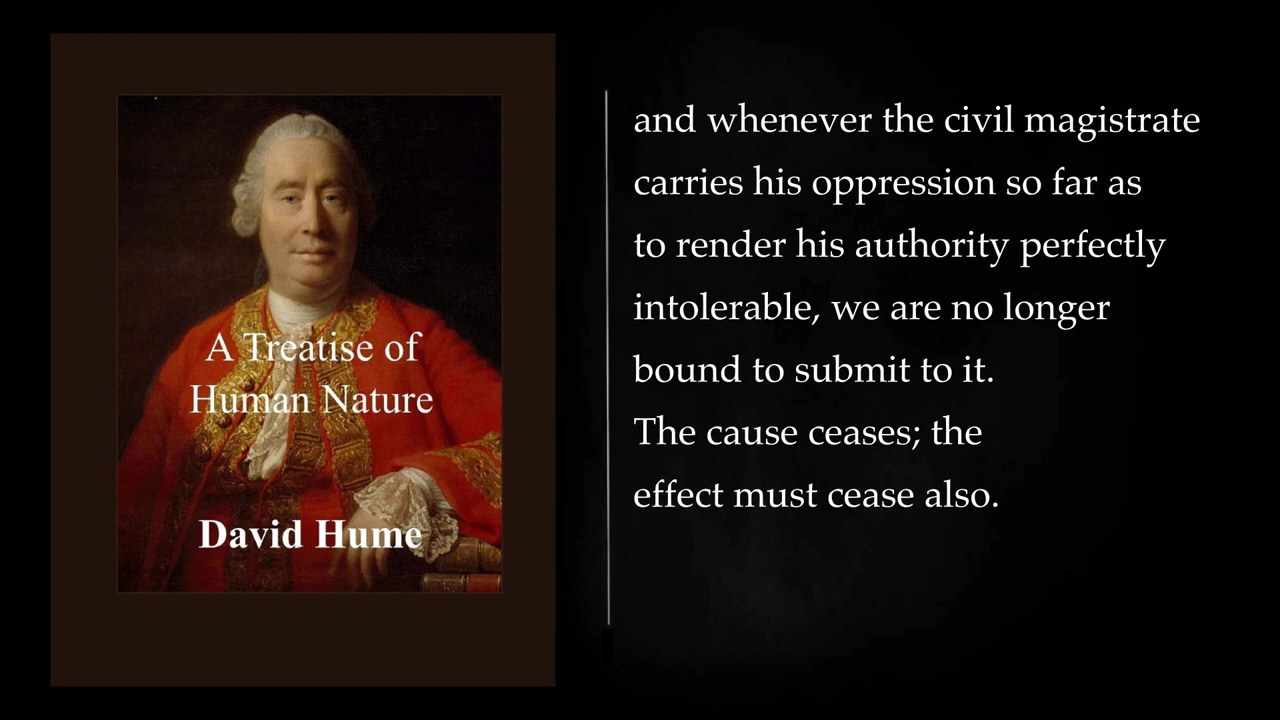 A Treatise of
Human Nature
David Hume
and whenever the civil magistrate
carries his oppression so far as
to render his authority perfectly
intolerable, we are no longer
bound to submit to it.
The cause ceases; the
effect must cease also.